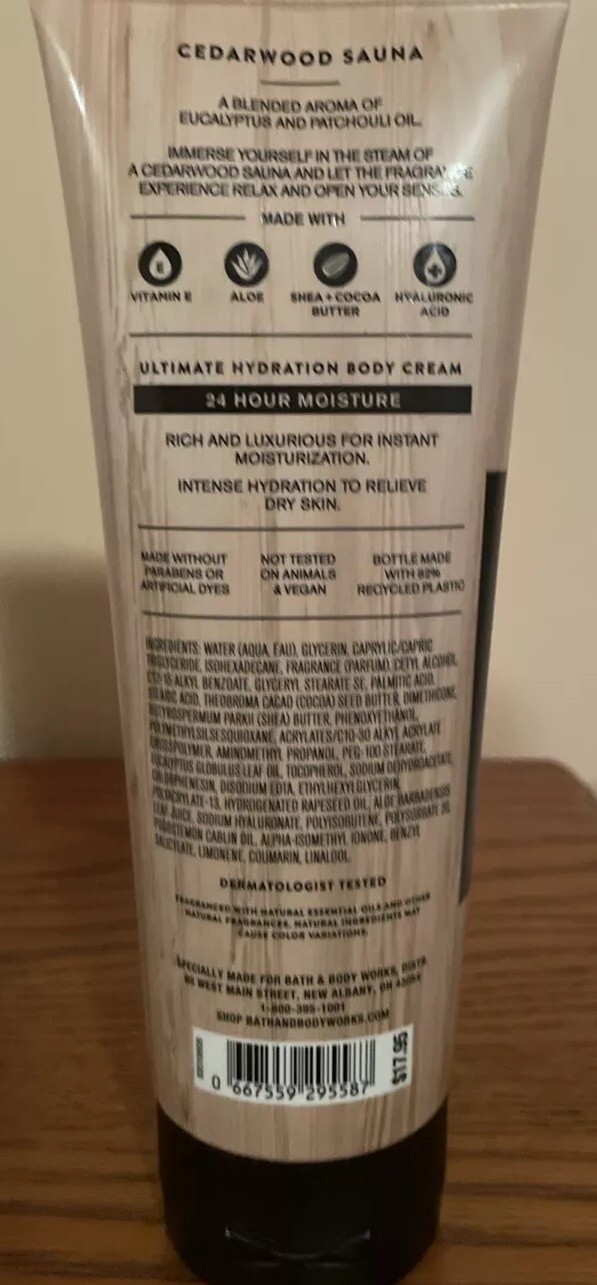 CEDARWOOD SAUNA
A BLENDED AROMA OF
EUCALYPTUS AND PATCHOULI OIL.
IMMERSE YOURSELF IN THE STEAM OF
A CEDARWOOD SAUNA AND LET THE FRAGRANCE
EXPERIENCE RELAX AND OPEN YOUR SENSES.
MADE WITH
E
VITAMIN E ALOE SHEA + COCOA BUTTER HYALURONIC ACID
ULTIMATE HYDRATION BODY CREAM
24 HOUR MOISTURE
RICH AND LUXURIOUS FOR INSTANT
MOISTURIZATION.
INTENSE HYDRATION TO RELIEVE
DRY SKIN.
MADE WITHOUT
PARABENS OR
ARTIFICIAL DYES
NOT TESTED
ON ANIMALS
& VEGAN
BOTTLE MADE
WITH 82%
RECYCLED PLASTIC
INGREDIENTS: WATER (AQUA, EAU), GLYCERIN, CAPRYLIC/CAPRIC
TRIGLYCERIDE, ISOHEXADECANE, FRAGRANCE (PARFUM), CETYL ALCOHOL,
C12-15 ALKYL BENZOATE, GLYCERYL STEARATE SE, PALMITIC ACID,
STEARIC ACID, THEOBROMA CACAO (COCOA) SEED BUTTER, DIMETHICONE,
BUTYROSPERMUM PARKII (SHEA) BUTTER, PHENOXYETHANOL,
POLYMETHYLSILSESQUIOXANE, ACRYLATES/C10-30 ALKYL ACRYLATE
CROSSPOLYMER, AMINOMETHYL PROPANOL, PEG-100 STEARATE,
EUCALYPTUS GLOBULUS LEAF OIL, TOCOPHEROL, SODIUM DEHYDROACETATE,
CHLORPHENESIN, DISODIUM EDTA, ETHYLHEXYLGLYCERIN,
POLYACRYLATE-13, HYDROGENATED RAPESEED OIL, ALOE BARBADENSIS
LEAF JUICE, SODIUM HYALURONATE, POLYISOBUTENE, POLYSORBATE 20,
POGOSTEMON CABLIN OIL, ALPHA-ISOMETHYL IONONE, BENZYL
SALICYLATE, LIMONENE, COUMARIN, LINALOOL.
DERMATOLOGIST TESTED
FRAGRANCED WITH NATURAL ESSENTIAL OILS AND OTHER
NATURAL FRAGRANCES. NATURAL INGREDIENTS MAY
CAUSE COLOR VARIATIONS.
SPECIALLY MADE FOR BATH & BODY WORKS, DISTR.
WEST MAIN STREET, NEW ALBANY, OH 43054
1-800-395-1001
SHOP BATHANDBODYWORKS.COM
0 667559 295587
$17.95